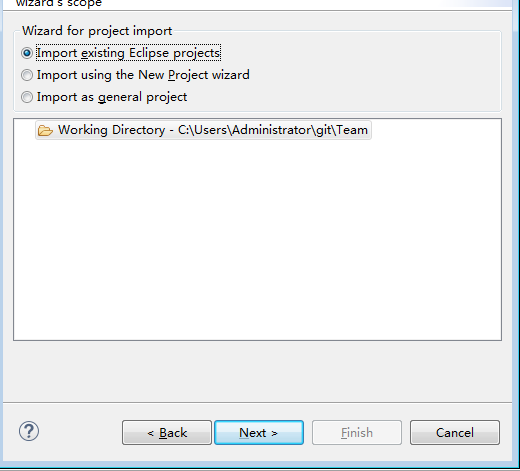 wizard's scope
Wizard for project import
Import existing Eclipse projects
Import using the New Project wizard
Import as general project
Working Directory - C:\Users\Administrator\git\Team
?
< Back
Next >
Finish
Cancel